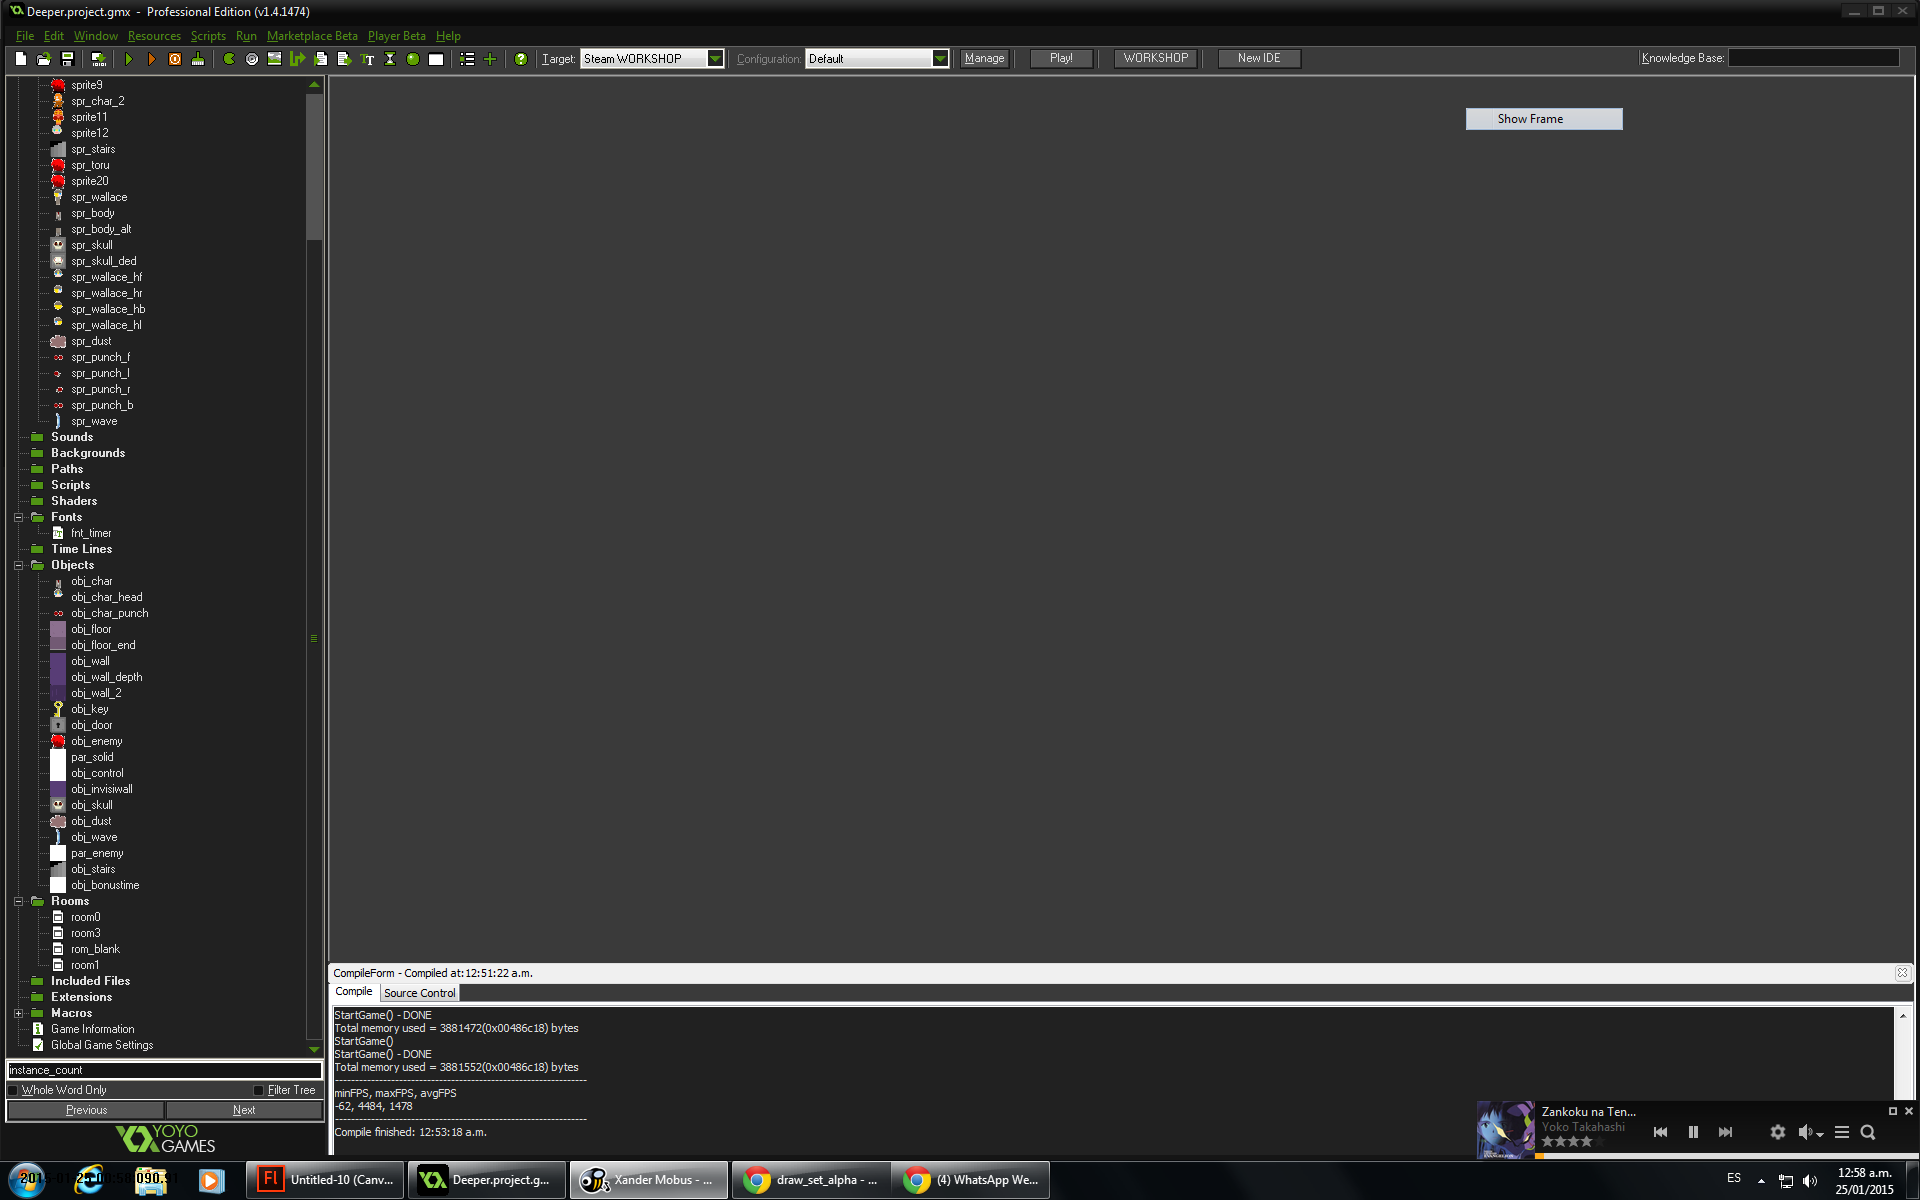 Deeper.project.gmx - Professional Edition (v1.4.1474)
File Edit Window Resources Scripts Run Marketplace Beta Player Beta Help
Target: Steam WORKSHOP Configuration: Default Manage Play! WORKSHOP New IDE Knowledge Base:
Show Frame
sprite9
spr_char_2
sprite11
sprite12
spr_stairs
spr_toru
sprite20
spr_wallace
spr_body
spr_body_alt
spr_skull
spr_skull_ded
spr_wallace_hf
spr_wallace_hr
spr_wallace_hb
spr_wallace_hl
spr_dust
spr_punch_f
spr_punch_l
spr_punch_r
spr_punch_b
spr_wave
Sounds
Backgrounds
Paths
Scripts
Shaders
Fonts
fnt_timer
Time Lines
Objects
obj_char
obj_char_head
obj_char_punch
obj_floor
obj_floor_end
obj_wall
obj_wall_depth
obj_wall_2
obj_key
obj_door
obj_enemy
par_solid
obj_control
obj_invisiwall
obj_skull
obj_dust
obj_wave
par_enemy
obj_stairs
obj_bonustime
Rooms
room0
room3
rom_blank
room1
Included Files
Extensions
Macros
Game Information
Global Game Settings
instance_count
Whole Word Only Filter Tree
Previous Next
YOYO
GAMES
CompileForm - Compiled at:12:51:22 a.m.
Compile Source Control
StartGame() - DONE
Total memory used = 3881472(0x00486c18) bytes
StartGame()
StartGame() - DONE
Total memory used = 3881552(0x00486c18) bytes
minFPS, maxFPS, avgFPS
-62, 4484, 1478
Compile finished: 12:53:18 a.m.
Zankoku na Ten...
Yoko Takahashi
Untitled-10 (Canv...
Deeper.project.g...
Xander Mobus - ...
draw_set_alpha - ...
(4) WhatsApp We...
ES
12:58 a.m.
25/01/2015